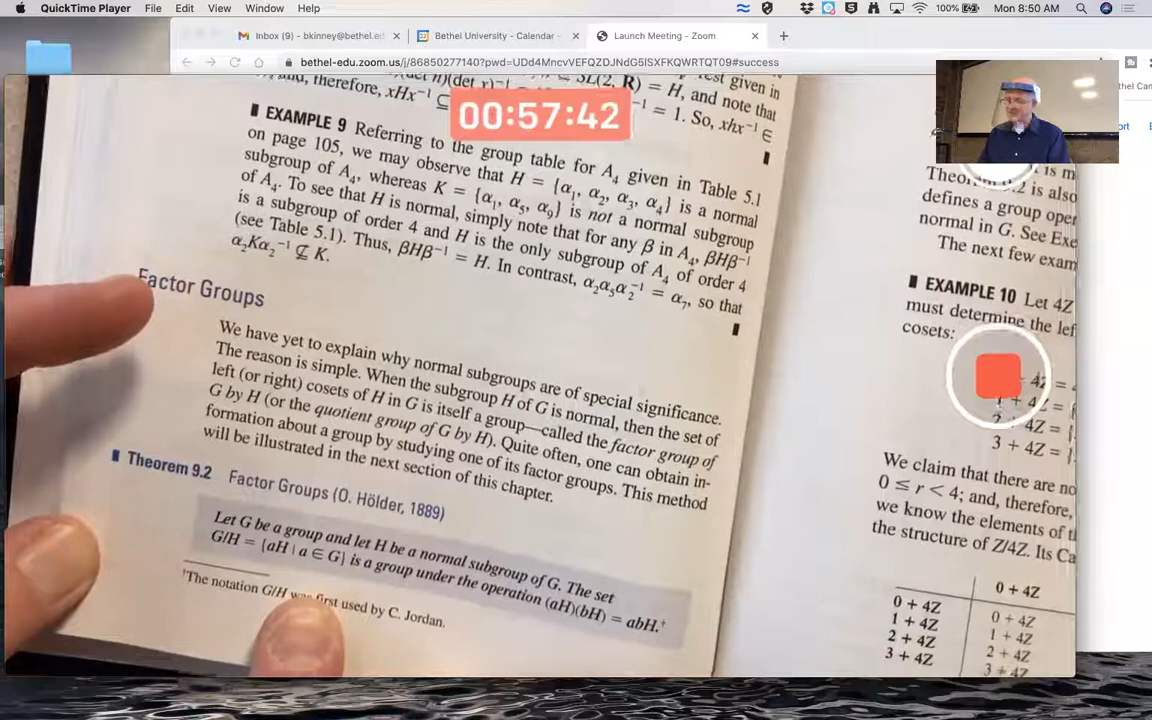 QuickTime Player File Edit View Window Help
100% Mon 8:50 AM
Inbox (9) - bkinney@bethel.ed
Bethel University - Calendar -
Launch Meeting - Zoom
bethel-edu.zoom.us/j/86850277140?pwd=UDd4MncvVEFQZDJNdG5lSXFKQWRTQT09#success
SL(2, R) = H, and note that
therefore, xHx⁻¹ ⊆
⁻¹ = 1. So, xhx⁻¹ ∈
00:57:42
EXAMPLE 9 Referring to the group table for A₄ given in Table 5.1
on page 105, we may observe that H = {α₁, α₂, α₃, α₄} is a normal
subgroup of A₄, whereas K = {α₁, α₅, α₉} is not a normal subgroup
of A₄. To see that H is normal, simply note that for any β in A₄, βHβ⁻¹
is a subgroup of order 4 and H is the only subgroup of A₄ of order 4
(see Table 5.1). Thus, βHβ⁻¹ = H. In contrast, α₂α₅α₂⁻¹ = α₇, so that
α₂Kα₂⁻¹ ⊈ K.
Factor Groups
We have yet to explain why normal subgroups are of special significance.
The reason is simple. When the subgroup H of G is normal, then the set of
left (or right) cosets of H in G is itself a group—called the factor group of
G by H (or the quotient group of G by H). Quite often, one can obtain in-
formation about a group by studying one of its factor groups. This method
will be illustrated in the next section of this chapter.
Theorem 9.2 Factor Groups (O. Hölder, 1889)
Let G be a group and let H be a normal subgroup of G. The set
G/H = {aH | a ∈ G} is a group under the operation (aH)(bH) = abH.†
†The notation G/H was first used by C. Jordan.
is also
defines a group
normal in G. See
The next few
EXAMPLE 10 Let 4Z
must determine the
cosets:
4Z =
1 + 4
4Z =
3 + 4Z =
We claim that there are
0 ≤ r < 4; and, therefore,
we know the elements of
the structure of Z/4Z. Its
0 + 4Z
0 + 4Z 0 + 4Z
1 + 4Z 1 + 4Z
2 + 4Z 2 + 4Z
3 + 4Z 3 + 4Z